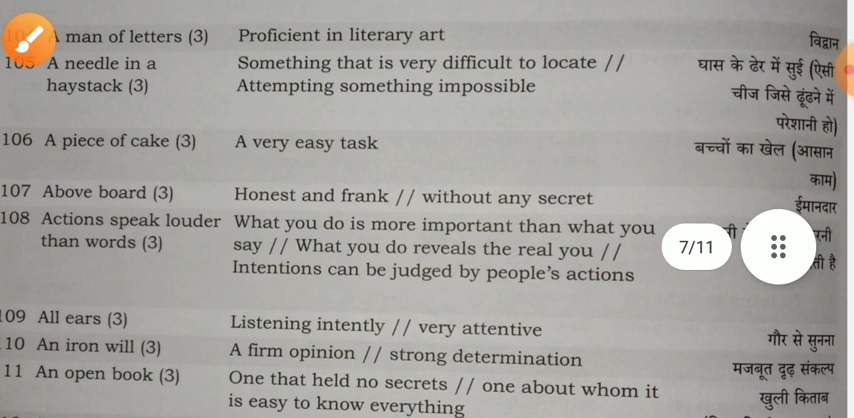 A man of letters (3) Proficient in literary art विद्वान
105 A needle in a Something that is very difficult to locate // घास के ढेर में सुई (ऐसी
haystack (3) Attempting something impossible चीज जिसे ढूंढने में
परेशानी हो)
106 A piece of cake (3) A very easy task बच्चों का खेल (आसान
काम)
107 Above board (3) Honest and frank // without any secret ईमानदार
108 Actions speak louder What you do is more important than what you
than words (3) say // What you do reveals the real you // 7/11
Intentions can be judged by people's actions है
109 All ears (3) Listening intently // very attentive गौर से सुनना
10 An iron will (3) A firm opinion // strong determination मजबूत दृढ़ संकल्प
11 An open book (3) One that held no secrets // one about whom it खुली किताब
is easy to know everything